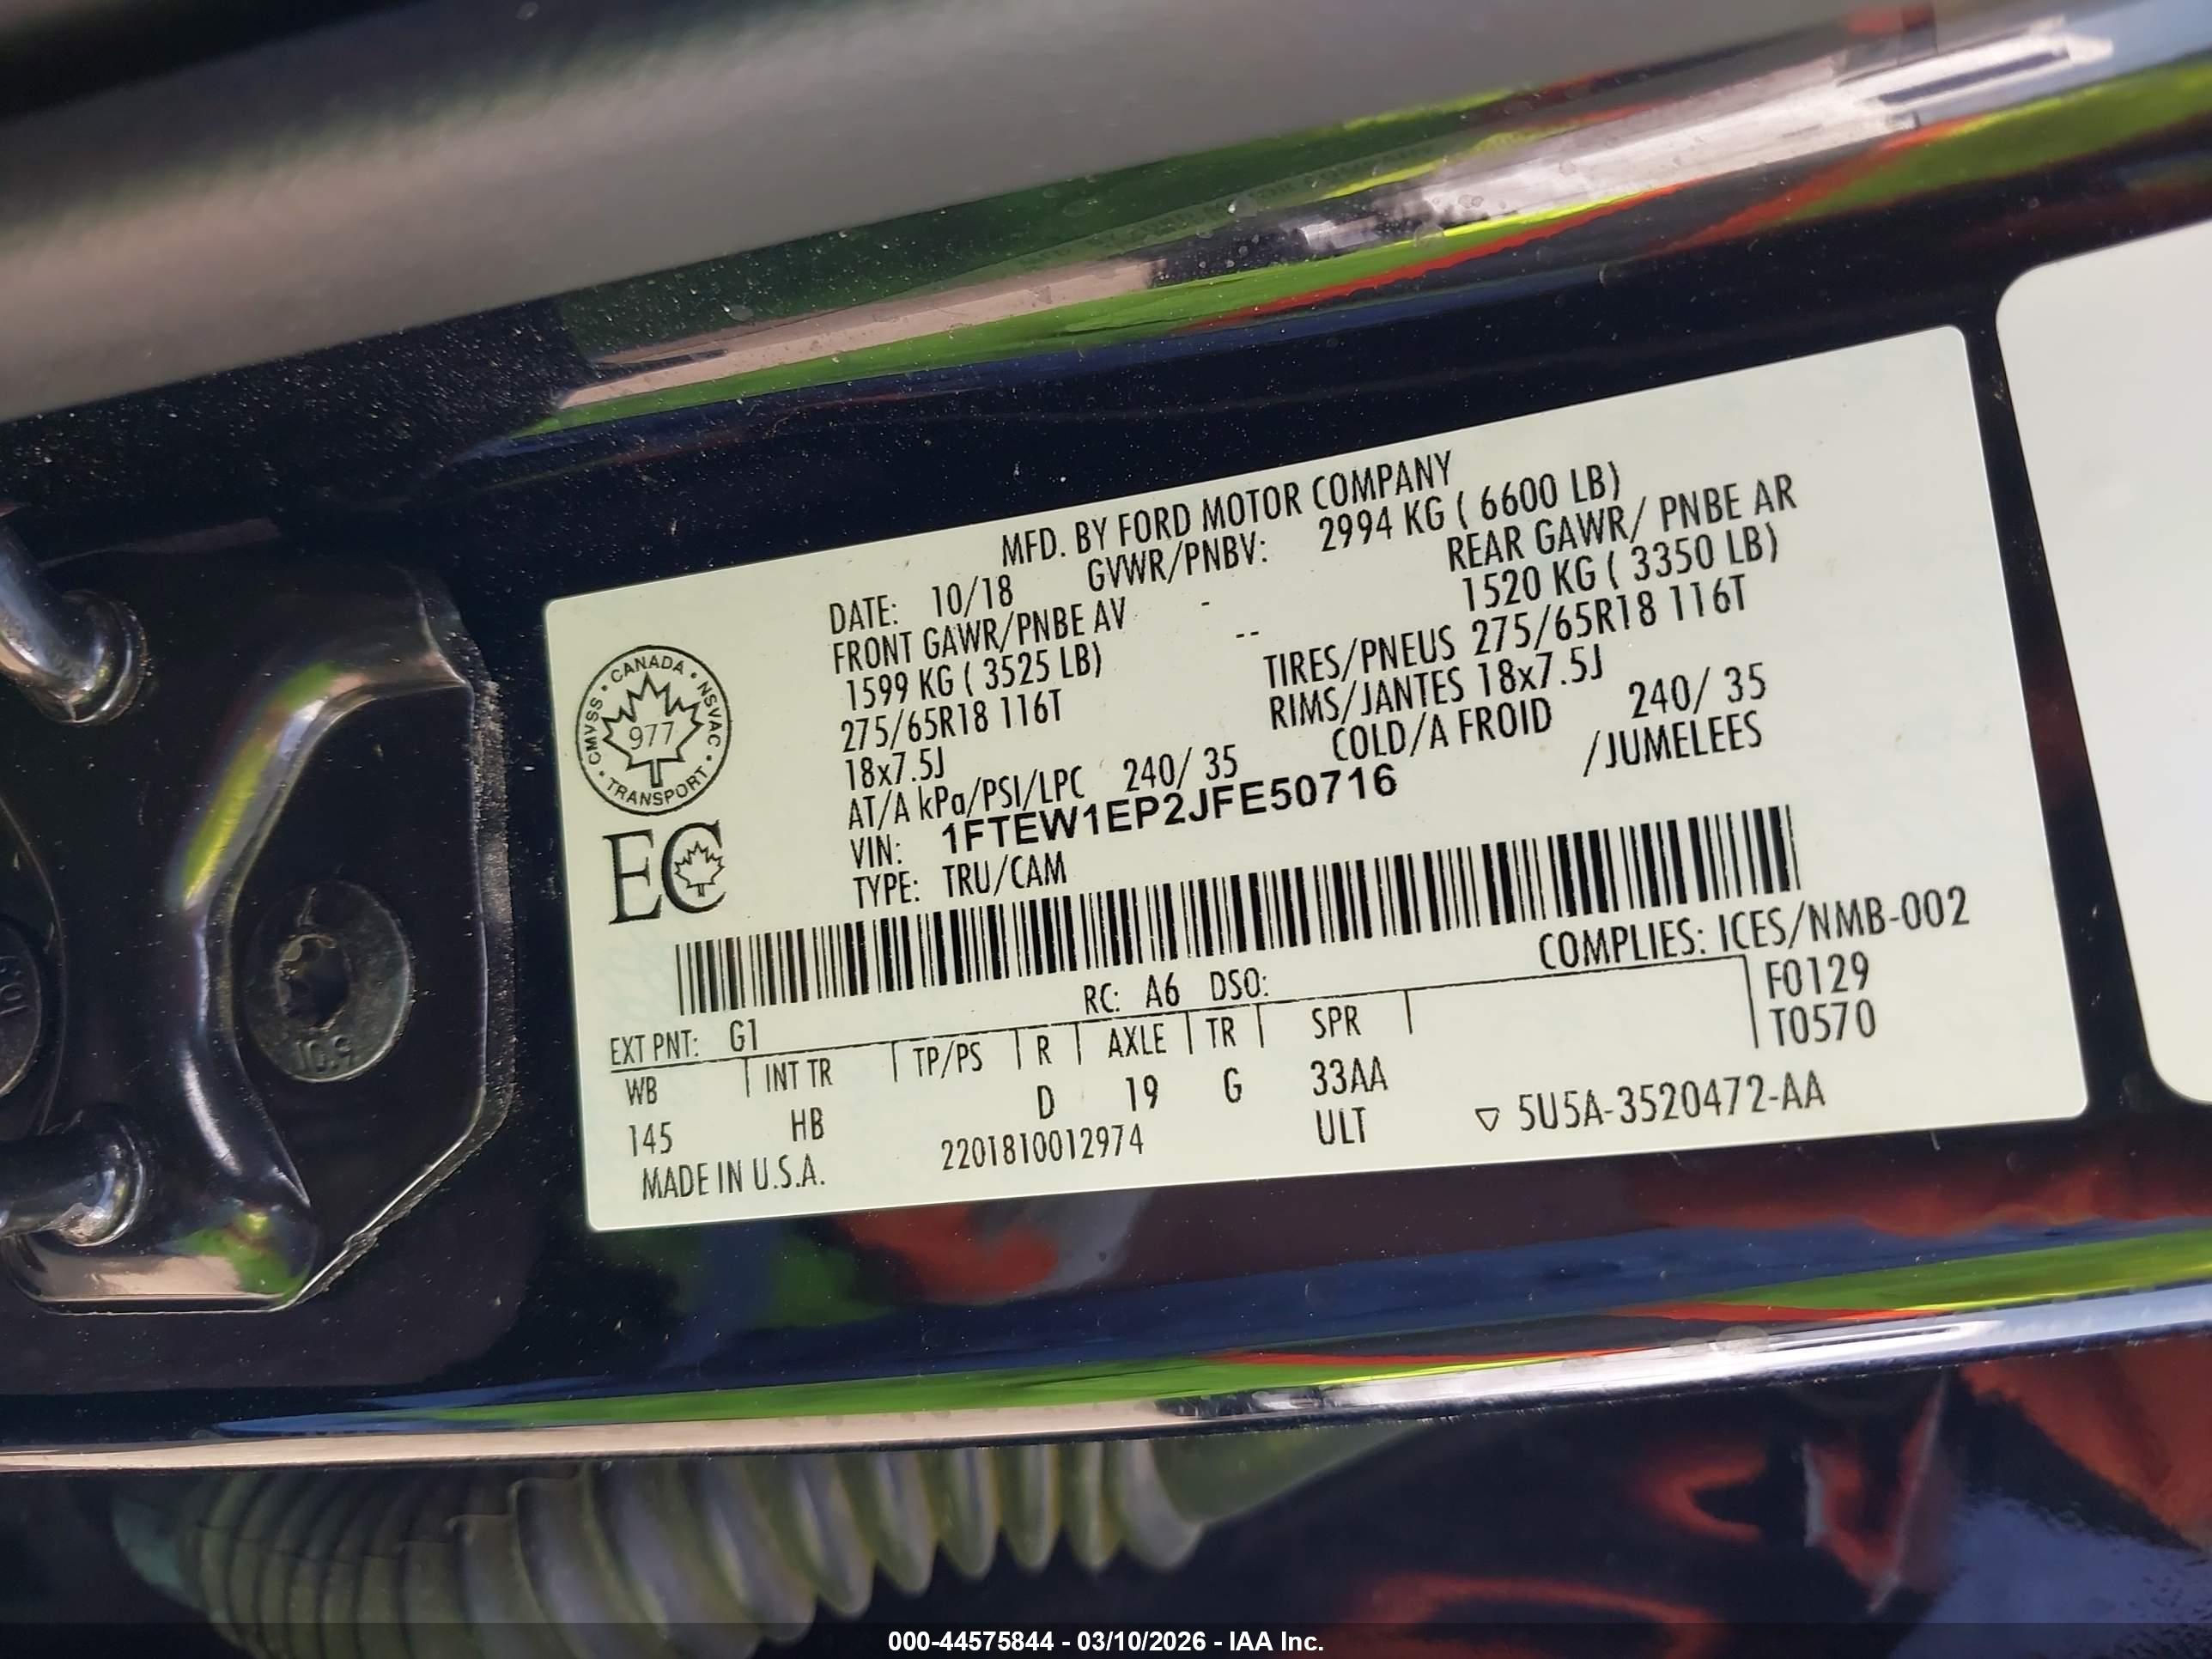 MFD. BY FORD MOTOR COMPANY
DATE: 10/18 GVWR/PNBV: 2994 KG ( 6600 LB)
FRONT GAWR/PNBE AV - REAR GAWR/ PNBE AR
1599 KG ( 3525 LB) -- 1520 KG ( 3350 LB)
275/65R18 116T TIRES/PNEUS 275/65R18 116T
18x7.5J RIMS/JANTES 18x7.5J
AT/A kPa/PSI/LPC 240/ 35 COLD/A FROID 240/ 35
VIN: 1FTEW1EP2JFE50716 /JUMELEES
TYPE: TRU/CAM
CANADA • NSVAC • TRANSPORT • CMVSS •
977
EC
COMPLIES: ICES/NMB-002
RC: A6 DSO:
EXT PNT: G1 F0129
WB INT TR TP/PS R AXLE TR SPR T0570
145 HB D 19 G 33AA
MADE IN U.S.A. 2201810012974 ULT ▽ 5U5A-3520472-AA
10.9
000-44575844 - 03/10/2026 - IAA Inc.